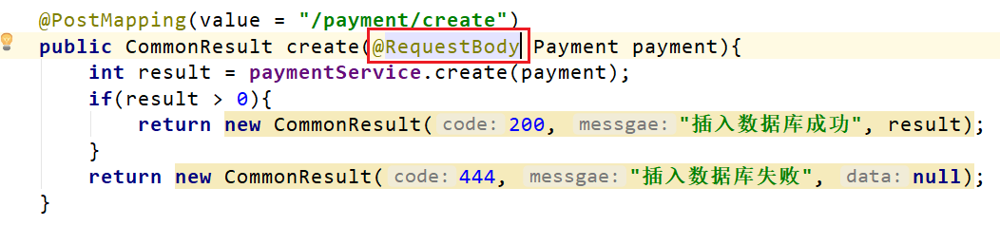 @PostMapping(value = "/payment/create")
public CommonResult create(@RequestBody Payment payment){
int result = paymentService.create(payment);
if(result > 0){
return new CommonResult( code: 200, messgae: "插入数据库成功", result);
}
return new CommonResult( code: 444, messgae: "插入数据库失败", data: null);
}